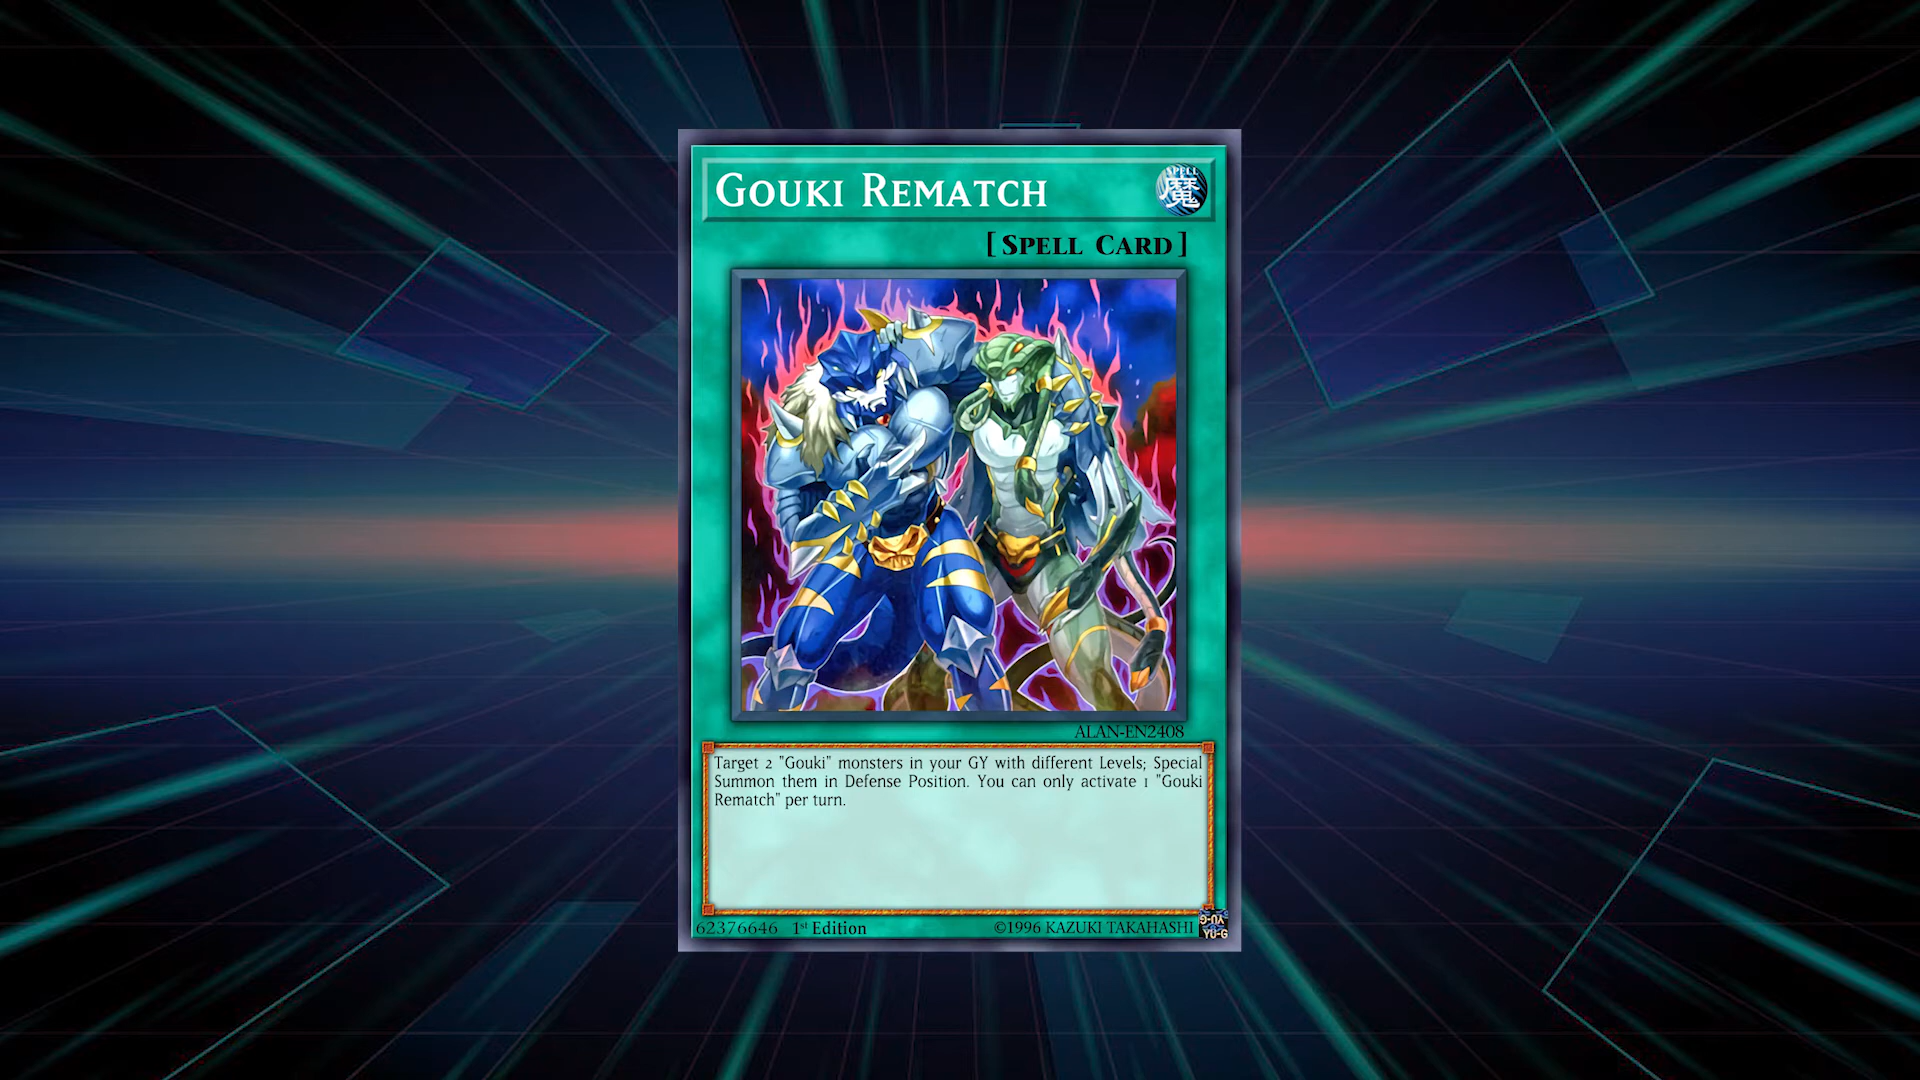 Gouki Rematch
SPELL
魔
[Spell Card]
ALAN-EN2408
Target 2 "Gouki" monsters in your GY with different Levels; Special
Summon them in Defense Position. You can only activate 1 "Gouki
Rematch" per turn.
62376646 1st Edition
©1996 KAZUKI TAKAHASHI
YU-G
YU-G